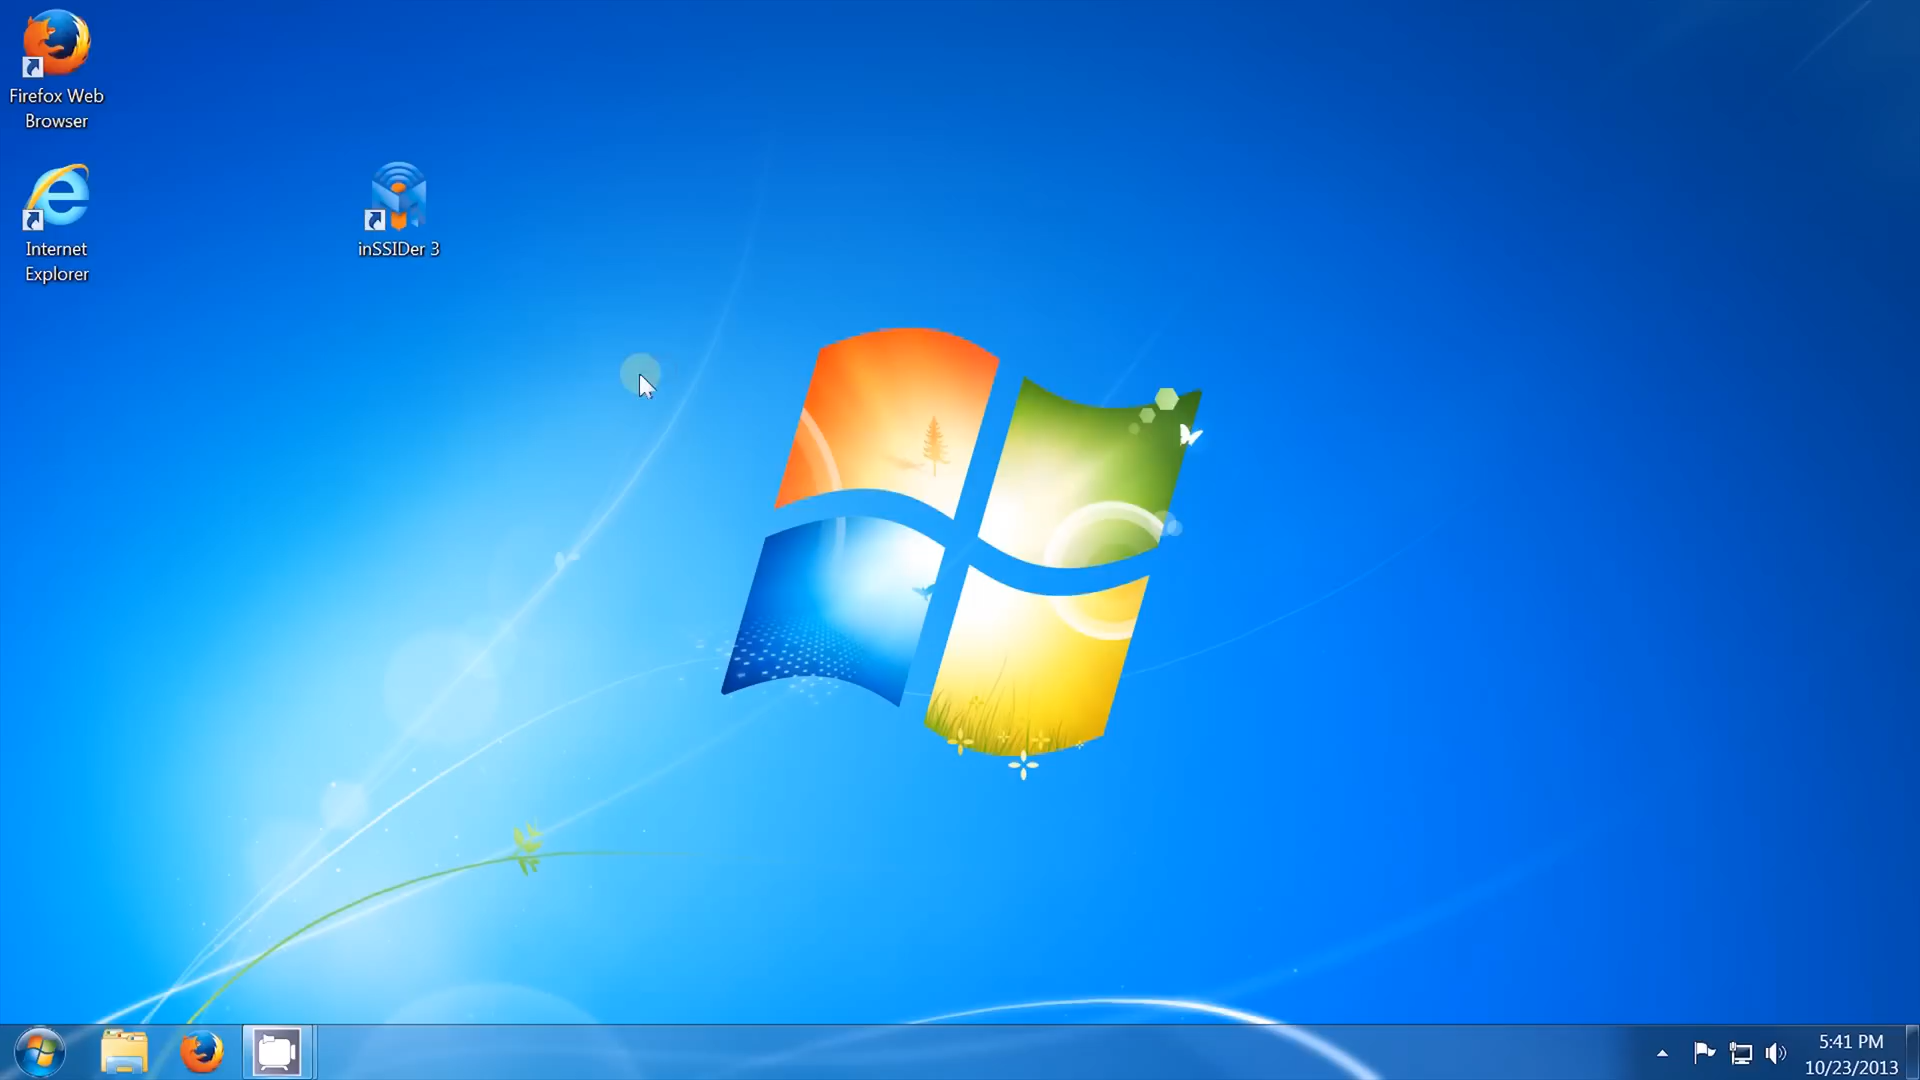 Firefox Web
Browser
Internet
Explorer
inSSIDer 3
5:41 PM
10/23/2013